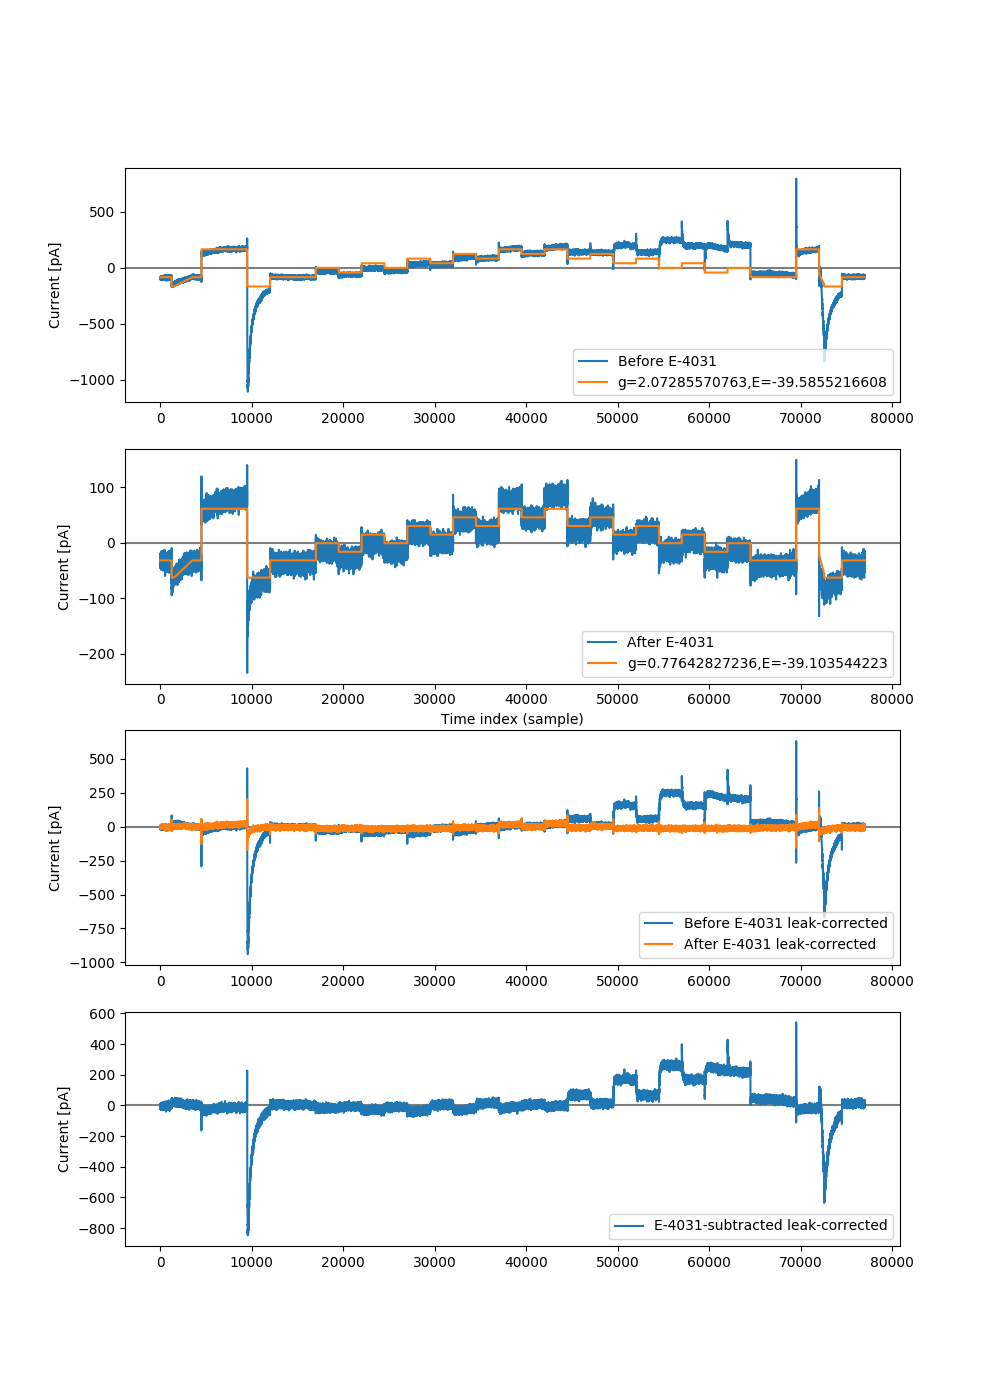 500
0
−500
−1000
Current [pA]
Before E-4031
g=2.07285570763,E=-39.5855216608
0 10000 20000 30000 40000 50000 60000 70000 80000
100
0
−100
−200
Current [pA]
After E-4031
g=0.77642827236,E=-39.103544223
0 10000 20000 30000 40000 50000 60000 70000 80000
Time index (sample)
500
250
0
−250
−500
−750
−1000
Current [pA]
Before E-4031 leak-corrected
After E-4031 leak-corrected
0 10000 20000 30000 40000 50000 60000 70000 80000
600
400
200
0
−200
−400
−600
−800
Current [pA]
E-4031-subtracted leak-corrected
0 10000 20000 30000 40000 50000 60000 70000 80000